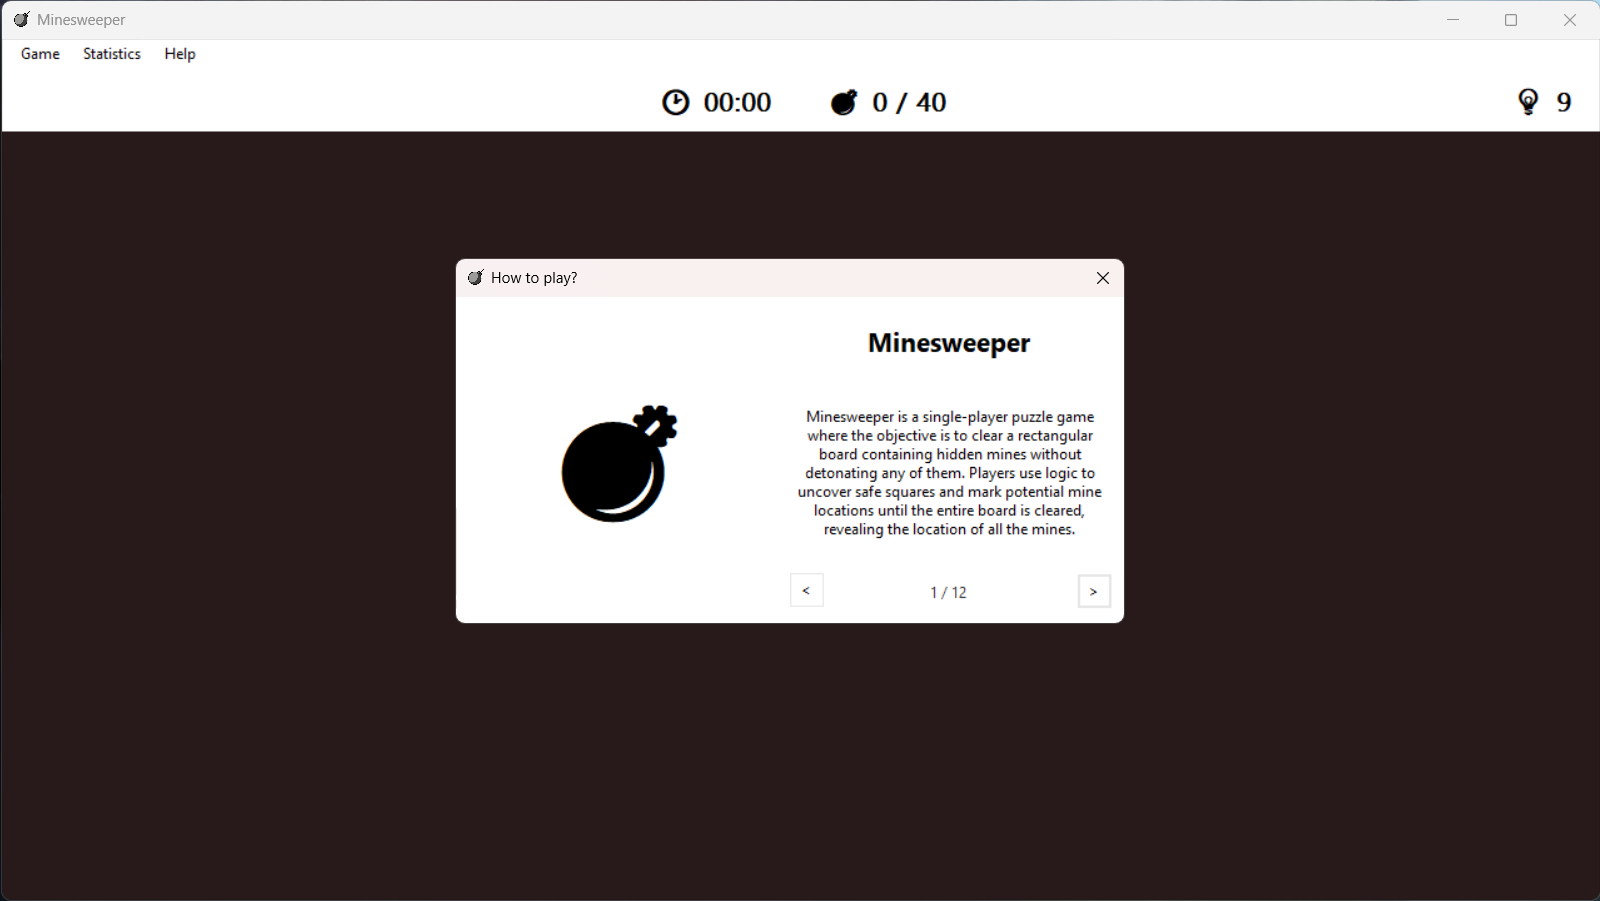 Minesweeper
Game Statistics Help
00:00 0 / 40 9
How to play?
Minesweeper
Minesweeper is a single-player puzzle game
where the objective is to clear a rectangular
board containing hidden mines without
detonating any of them. Players use logic to
uncover safe squares and mark potential mine
locations until the entire board is cleared,
revealing the location of all the mines.
< 1 / 12 >